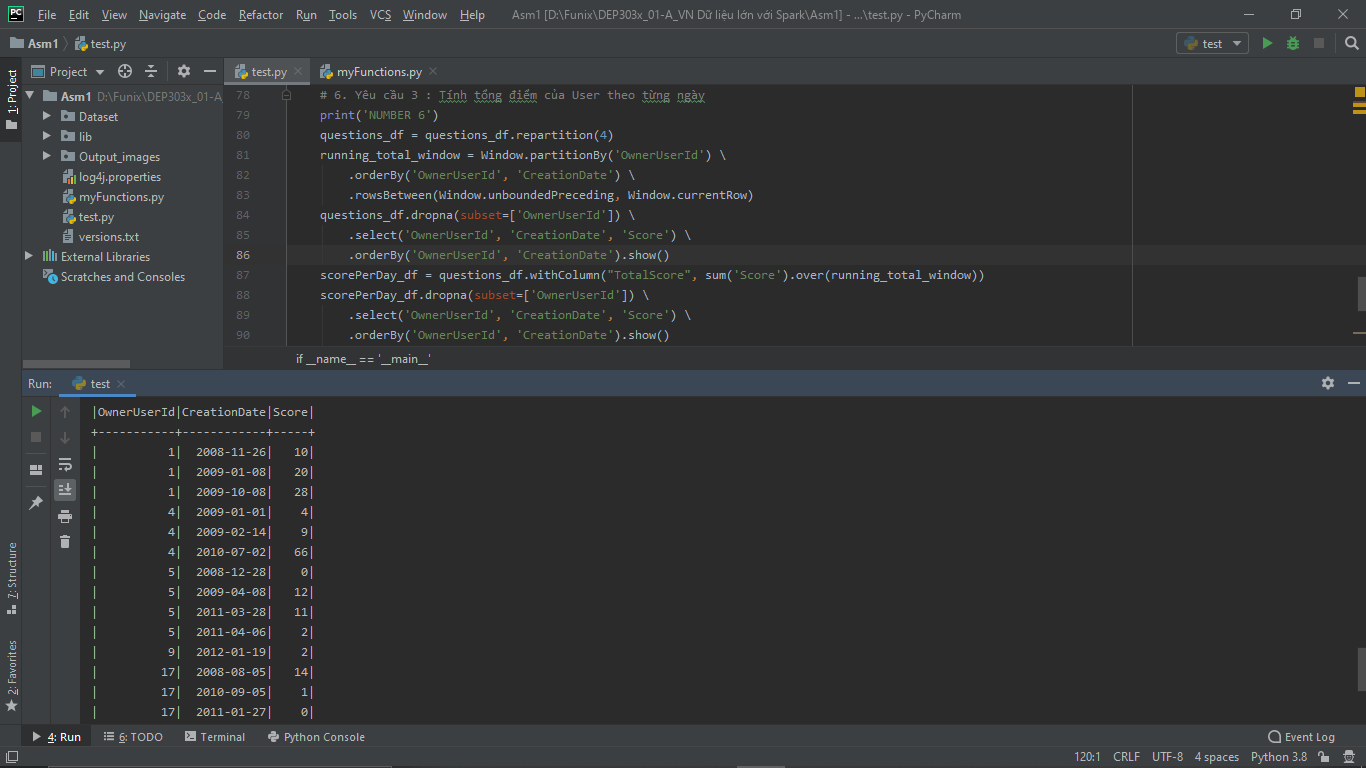 PC File Edit View Navigate Code Refactor Run Tools VCS Window Help Asm1 [D:\Funix\DEP303x_01-A_VN Dữ liệu lớn với Spark\Asm1] - ...\test.py - PyCharm
Asm1 test.py test
1: Project
Project test.py myFunctions.py
Asm1 D:\Funix\DEP303x_01-A_
Dataset
lib
Output_images
log4j.properties
myFunctions.py
test.py
versions.txt
External Libraries
Scratches and Consoles
78 # 6. Yêu cầu 3 : Tính tổng điểm của User theo từng ngày
79 print('NUMBER 6')
80 questions_df = questions_df.repartition(4)
81 running_total_window = Window.partitionBy('OwnerUserId') \
82 .orderBy('OwnerUserId', 'CreationDate') \
83 .rowsBetween(Window.unboundedPreceding, Window.currentRow)
84 questions_df.dropna(subset=['OwnerUserId']) \
85 .select('OwnerUserId', 'CreationDate', 'Score') \
86 .orderBy('OwnerUserId', 'CreationDate').show()
87 scorePerDay_df = questions_df.withColumn("TotalScore", sum('Score').over(running_total_window))
88 scorePerDay_df.dropna(subset=['OwnerUserId']) \
89 .select('OwnerUserId', 'CreationDate', 'Score') \
90 .orderBy('OwnerUserId', 'CreationDate').show()
if __name__ == '__main__'
Run: test
|OwnerUserId|CreationDate|Score|
+-----------+------------+-----+
| 1| 2008-11-26| 10|
| 1| 2009-01-08| 20|
| 1| 2009-10-08| 28|
| 4| 2009-01-01| 4|
| 4| 2009-02-14| 9|
| 4| 2010-07-02| 66|
| 5| 2008-12-28| 0|
| 5| 2009-04-08| 12|
| 5| 2011-03-28| 11|
| 5| 2011-04-06| 2|
| 9| 2012-01-19| 2|
| 17| 2008-08-05| 14|
| 17| 2010-09-05| 1|
| 17| 2011-01-27| 0|
7: Structure
2: Favorites
4: Run 6: TODO Terminal Python Console Event Log
120:1 CRLF UTF-8 4 spaces Python 3.8